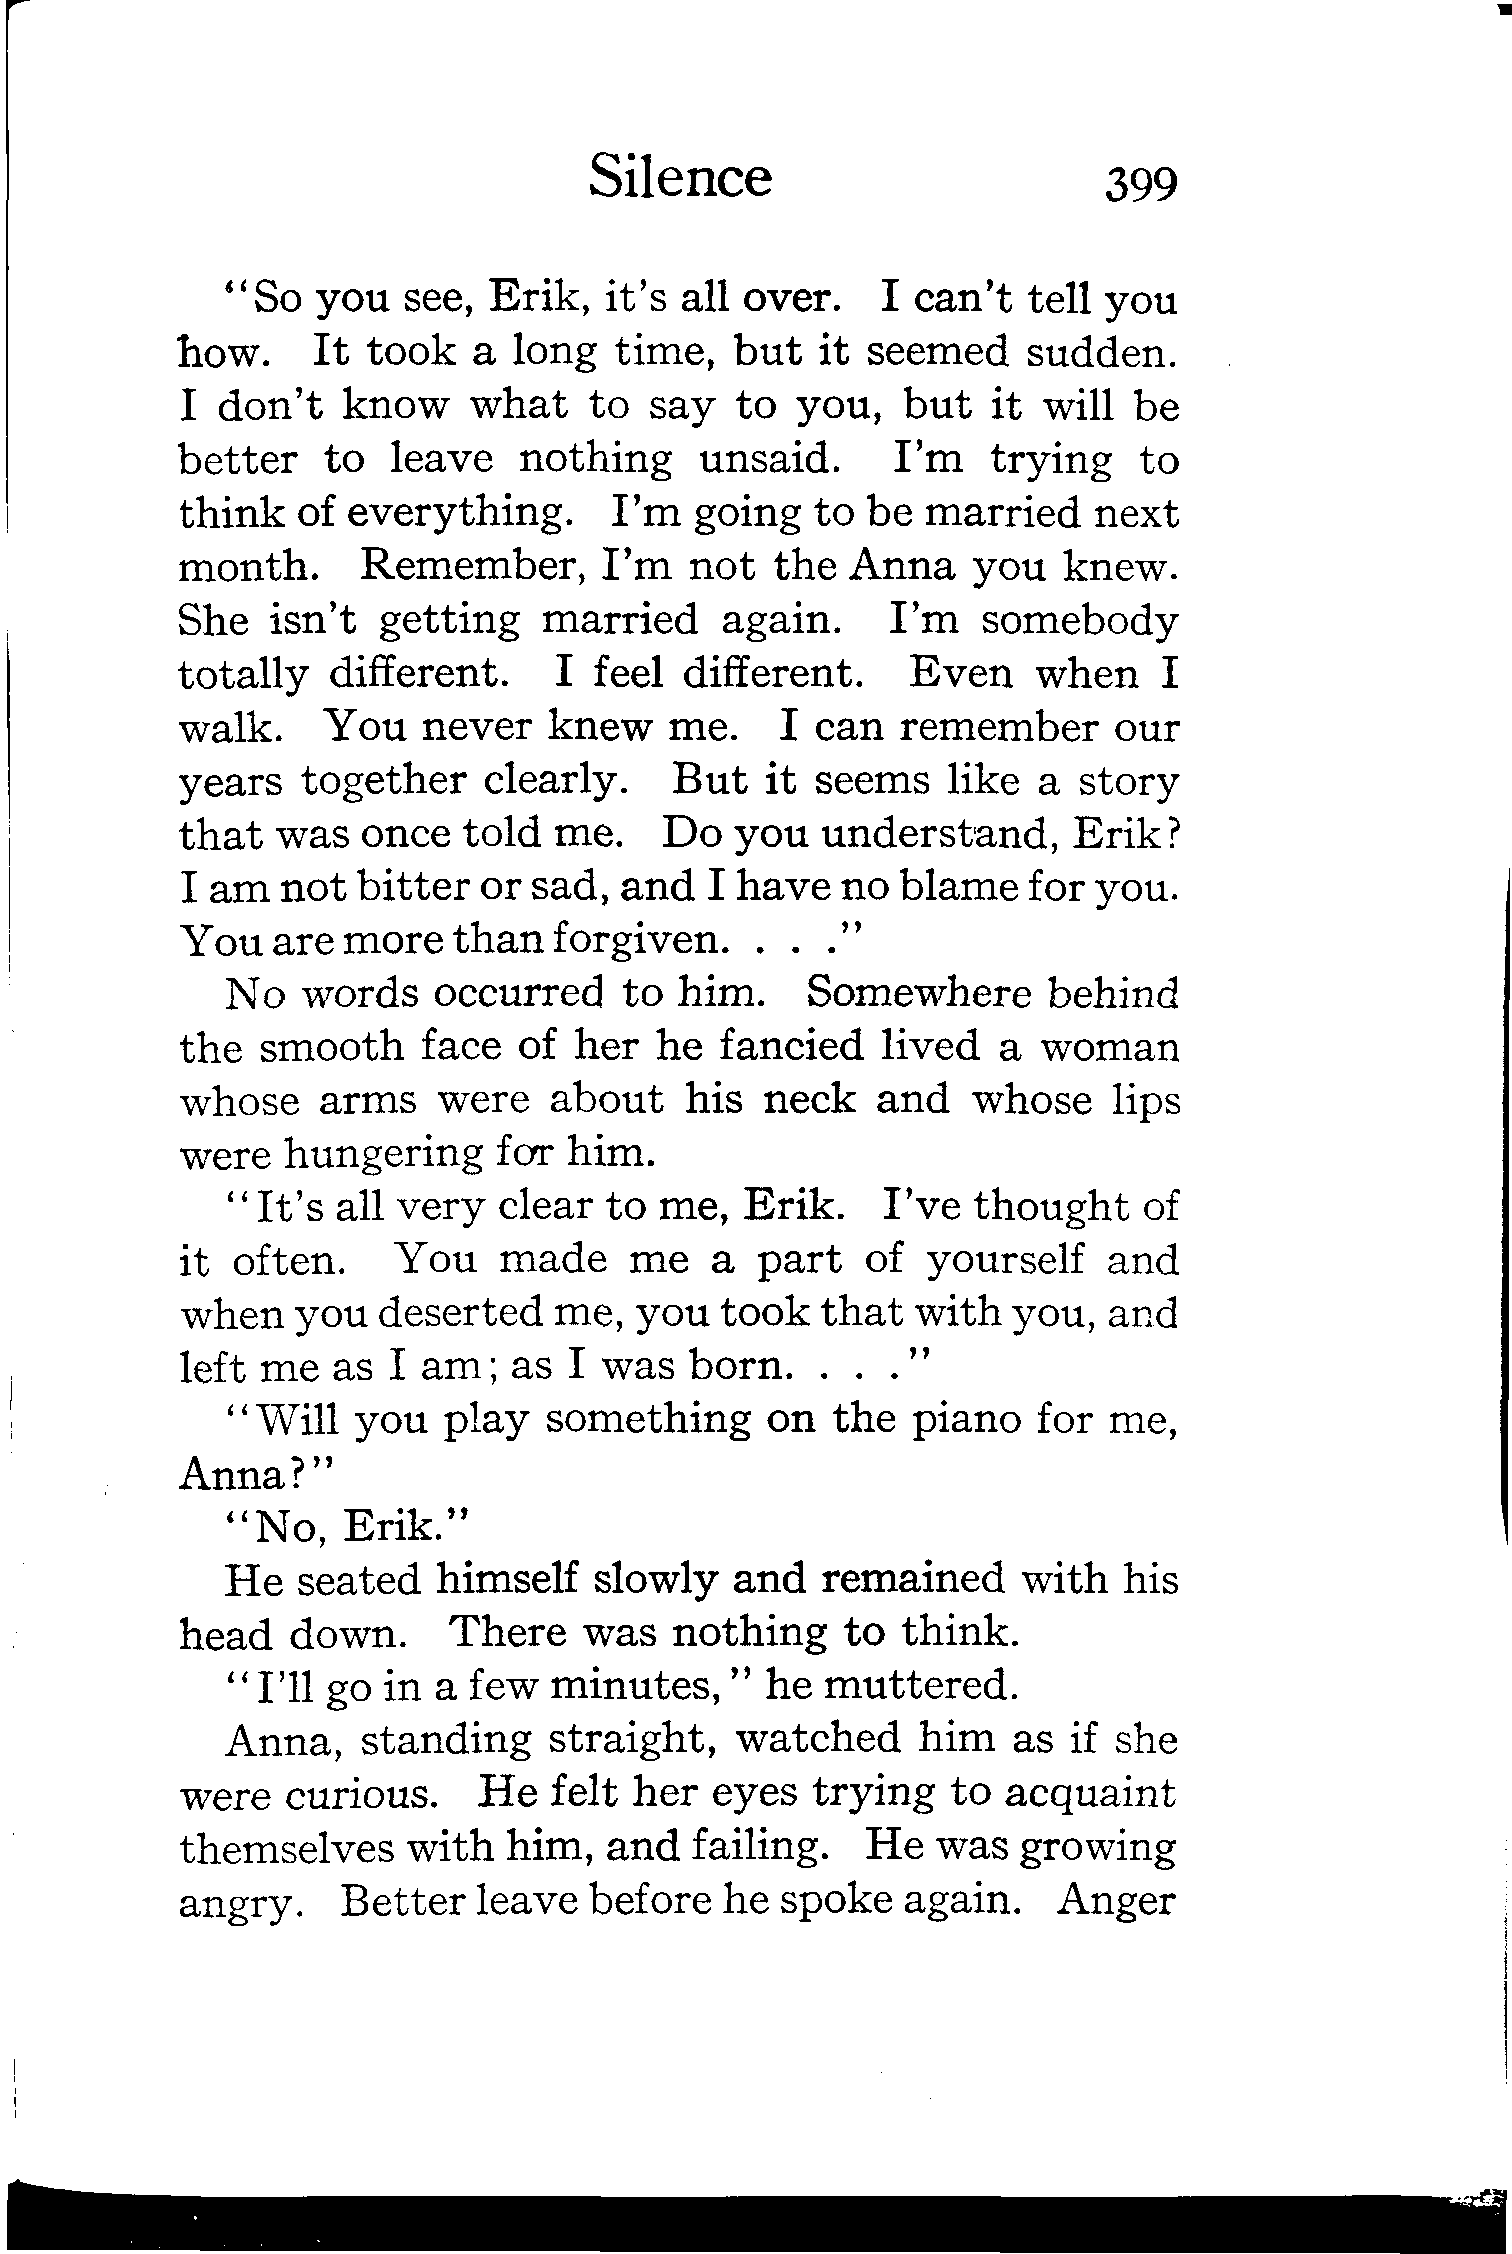 Silence 399
"So you see, Erik, it's all over. I can't tell you
how. It took a long time, but it seemed sudden.
I don't know what to say to you, but it will be
better to leave nothing unsaid. I'm trying to
think of everything. I'm going to be married next
month. Remember, I'm not the Anna you knew.
She isn't getting married again. I'm somebody
totally different. I feel different. Even when I
walk. You never knew me. I can remember our
years together clearly. But it seems like a story
that was once told me. Do you understand, Erik?
I am not bitter or sad, and I have no blame for you.
You are more than forgiven. . . ."
No words occurred to him. Somewhere behind
the smooth face of her he fancied lived a woman
whose arms were about his neck and whose lips
were hungering for him.
"It's all very clear to me, Erik. I've thought of
it often. You made me a part of yourself and
when you deserted me, you took that with you, and
left me as I am; as I was born. . . ."
"Will you play something on the piano for me,
Anna?"
"No, Erik."
He seated himself slowly and remained with his
head down. There was nothing to think.
"I'll go in a few minutes," he muttered.
Anna, standing straight, watched him as if she
were curious. He felt her eyes trying to acquaint
themselves with him, and failing. He was growing
angry. Better leave before he spoke again. Anger